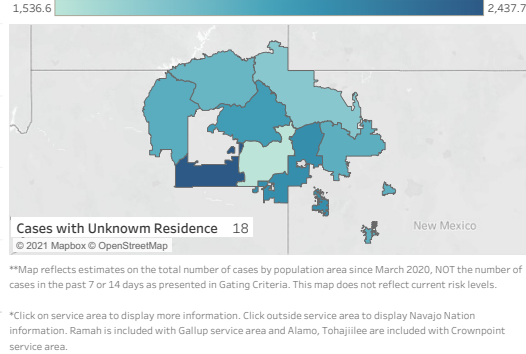 1,536.6
2,437.7
New Mexico
Cases with Unknowm Residence 18
© 2021 Mapbox © OpenStreetMap
**Map reflects estimates on the total number of cases by population area since March 2020, NOT the number of
cases in the past 7 or 14 days as presented in Gating Criteria. This map does not reflect current risk levels.
*Click on service area to display more information. Click outside service area to display Navajo Nation
information. Ramah is included with Gallup service area and Alamo, Tohajiilee are included with Crownpoint
service area.